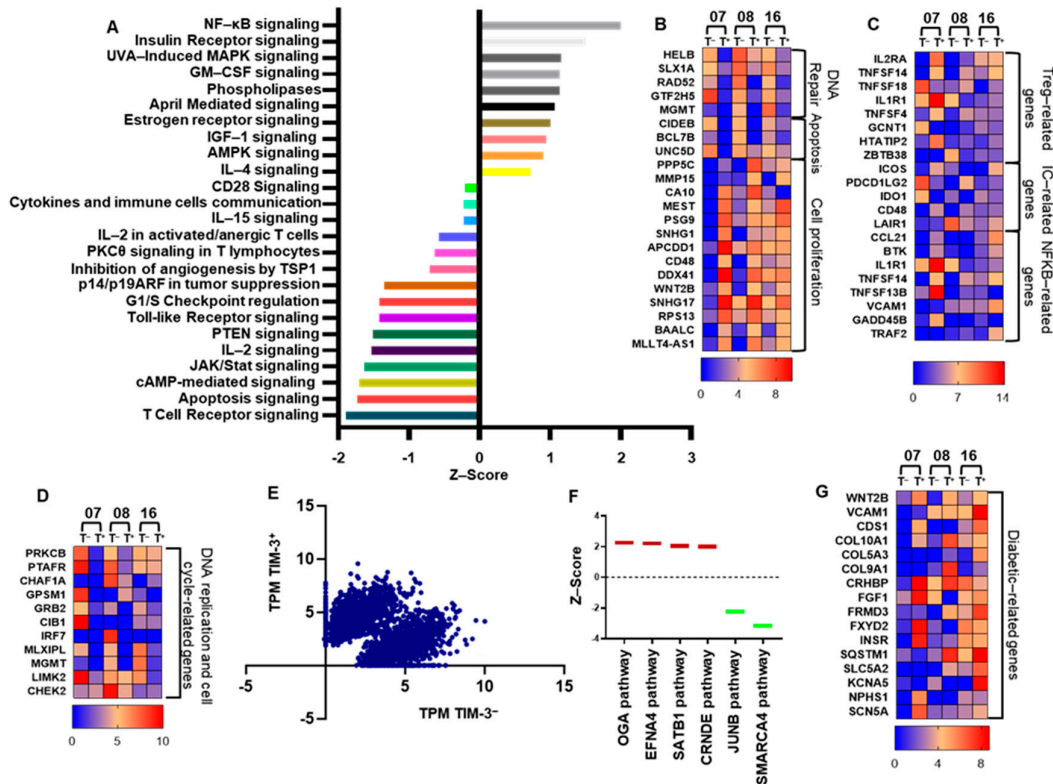 A
NF–κB signaling
Insulin Receptor signaling
UVA–Induced MAPK signaling
GM–CSF signaling
Phospholipases
April Mediated signaling
Estrogen receptor signaling
IGF–1 signaling
AMPK signaling
IL–4 signaling
CD28 Signaling
Cytokines and immune cells communication
IL–15 signaling
IL–2 in activated/anergic T cells
PKCθ signaling in T lymphocytes
Inhibition of angiogenesis by TSP1
p14/p19ARF in tumor suppression
G1/S Checkpoint regulation
Toll–like Receptor signaling
PTEN signaling
IL–2 signaling
JAK/Stat signaling
cAMP–mediated signaling
Apoptosis signaling
T Cell Receptor signaling
-2 -1 0 1 2 3
Z–Score
B
07 08 16
T⁻ T⁺ T⁻ T⁺ T⁻ T⁺
HELB
SLX1A
RAD52
GTF2H5
MGMT
CIDEB
BCL7B
UNC5D
PPP5C
MMP15
CA10
MEST
PSG9
SNHG1
APCDD1
CD48
DDX41
WNT2B
SNHG17
RPS13
BAALC
MLLT4-AS1
DNA
Repair
Apoptosis
Cell proliferation
0 4 8
C
07 08 16
T⁻ T⁺ T⁻ T⁺ T⁻ T⁺
IL2RA
TNFSF14
TNFSF18
IL1R1
TNFSF4
GCNT1
HTATIP2
ZBTB38
ICOS
PDCD1LG2
IDO1
CD48
LAIR1
CCL21
BTK
IL1R1
TNFSF14
TNFSF13B
VCAM1
GADD45B
TRAF2
Treg–related
genes
IC–related
genes
NFKB–related
genes
0 7 14
D
07 08 16
T⁻ T⁺ T⁻ T⁺ T⁻ T⁺
PRKCB
PTAFR
CHAF1A
GPSM1
GRB2
CIB1
IRF7
MLXIPL
MGMT
LIMK2
CHEK2
DNA replication and cell
cycle-related genes
0 5 10
E
TPM TIM-3⁺
15
10
5
-5
-5 5 10 15
TPM TIM-3⁻
F
Z–Score
4
2
0
-2
-4
OGA pathway
EFNA4 pathway
SATB1 pathway
CRNDE pathway
JUNB pathway
SMARCA4 pathway
G
07 08 16
T⁻ T⁺ T⁻ T⁺ T⁻ T⁺
WNT2B
VCAM1
CDS1
COL10A1
COL5A3
COL9A1
CRHBP
FGF1
FRMD3
FXYD2
INSR
SQSTM1
SLC5A2
KCNA5
NPHS1
SCN5A
Diabetic–related genes
0 4 8